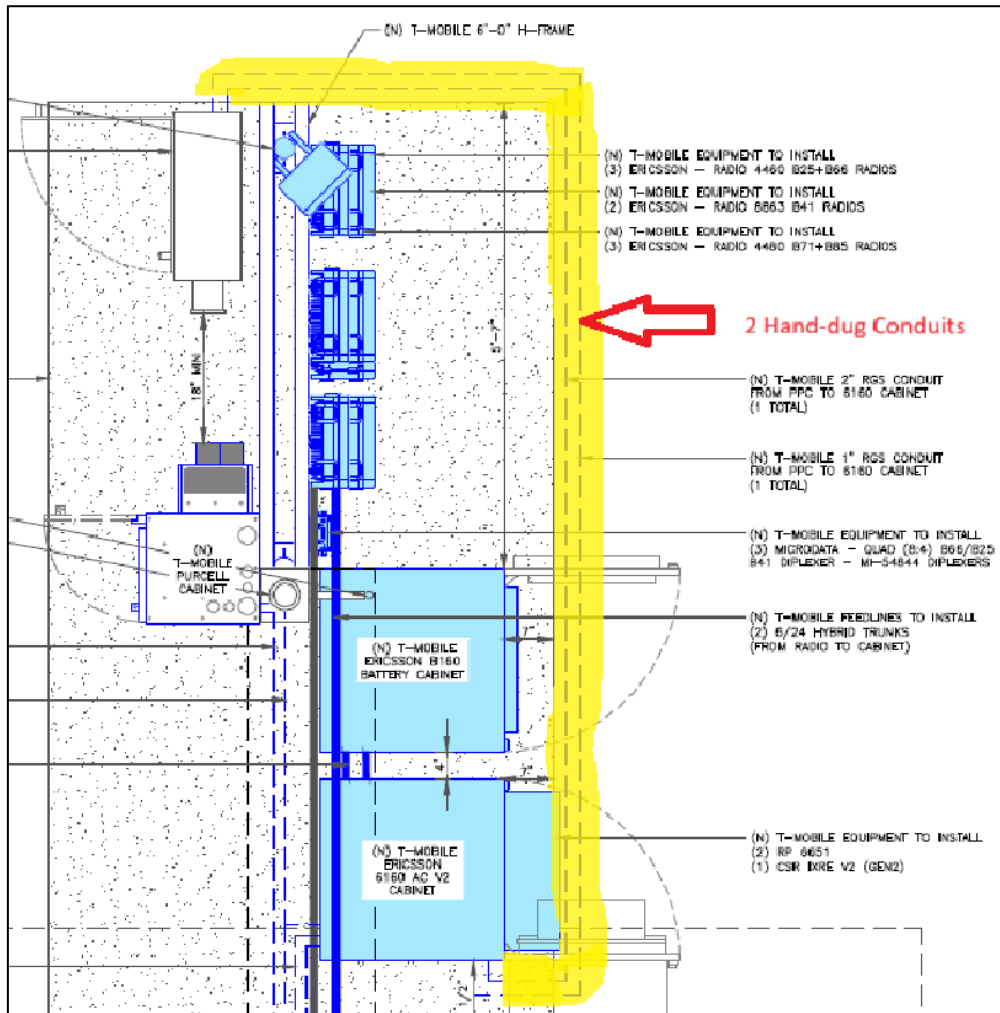 (N) T-MOBILE 6"-0" H-FRAME
(N) T-MOBILE EQUIPMENT TO INSTALL
(3) ERICSSON - RADIO 4460 B25+B66 RADIOS
(N) T-MOBILE EQUIPMENT TO INSTALL
(2) ERICSSON - RADIO 8863 B41 RADIOS
(N) T-MOBILE EQUIPMENT TO INSTALL
(3) ERICSSON - RADIO 4480 B71+B85 RADIOS
2 Hand-dug Conduits
5'-7"
18" MIN
(N) T-MOBILE 2" RGS CONDUIT
FROM PPC TO 6160 CABINET
(1 TOTAL)
(N) T-MOBILE 1" RGS CONDUIT
FROM PPC TO 6160 CABINET
(1 TOTAL)
(N)
T-MOBILE
PURCELL
CABINET
(N) T-MOBILE EQUIPMENT TO INSTALL
(3) MICRODATA - QUAD (8:4) B66/B25
B41 DIPLEXER - MI-54844 DIPLEXERS
(N) T-MOBILE FEEDLINES TO INSTALL
(2) 6/24 HYBRID TRUNKS
(FROM RADIO TO CABINET)
(N) T-MOBILE
ERICSSON B160
BATTERY CABINET
7"
4"
7"
(N) T-MOBILE
ERICSSON
6160 AC V2
CABINET
(N) T-MOBILE EQUIPMENT TO INSTALL
(2) RP 6651
(1) CSR IXRE V2 (GEN2)
1/2"